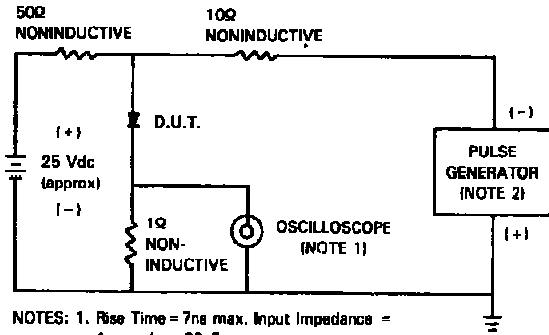 50Ω
NONINDUCTIVE
10Ω
NONINDUCTIVE
D.U.T.
(+)
25 Vdc
(approx)
(-)
1Ω
NON-
INDUCTIVE
OSCILLOSCOPE
(NOTE 1)
(-)
PULSE
GENERATOR
(NOTE 2)
(+)
NOTES: 1. Rise Time = 7ns max. Input Impedance =